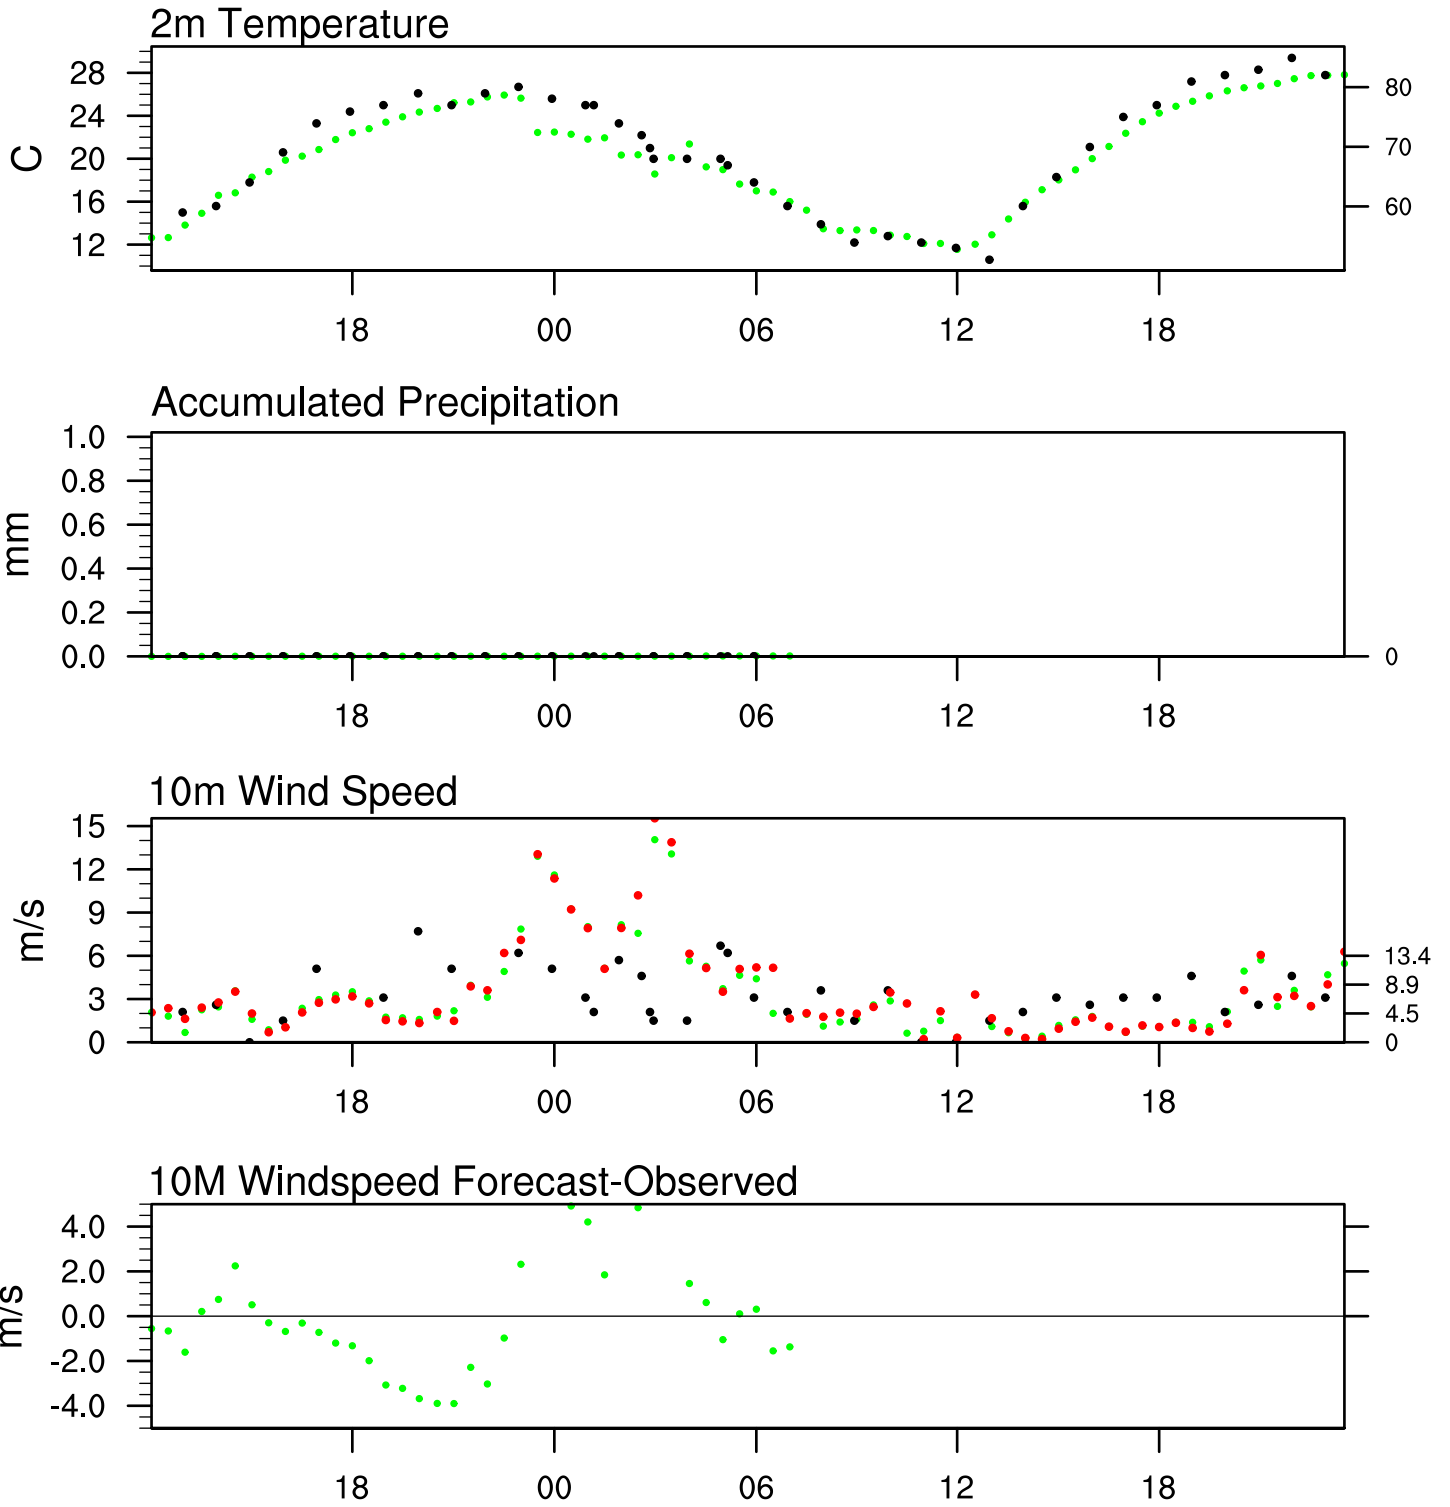 2m Temperature
28
24
20
16
12
C
80
70
60
18 00 06 12 18
Accumulated Precipitation
1.0
0.8
0.6
0.4
0.2
0.0
mm
0
18 00 06 12 18
10m Wind Speed
15
12
9
6
3
0
m/s
13.4
8.9
4.5
0
18 00 06 12 18
10M Windspeed Forecast-Observed
4.0
2.0
0.0
-2.0
-4.0
m/s
18 00 06 12 18